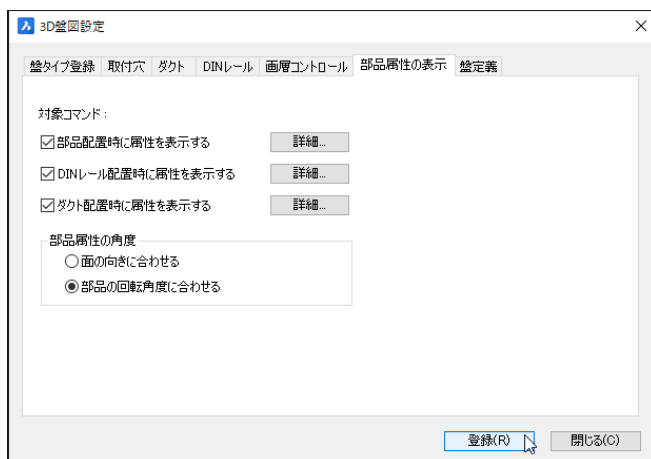 3D盤図設定
盤タイプ登録 取付穴 ダクト DINレール 画層コントロール 部品属性の表示 盤定義
対象コマンド：
部品配置時に属性を表示する 詳細...
DINレール配置時に属性を表示する 詳細...
ダクト配置時に属性を表示する 詳細...
部品属性の角度
面の向きに合わせる
部品の回転角度に合わせる
登録(R) 閉じる(C)